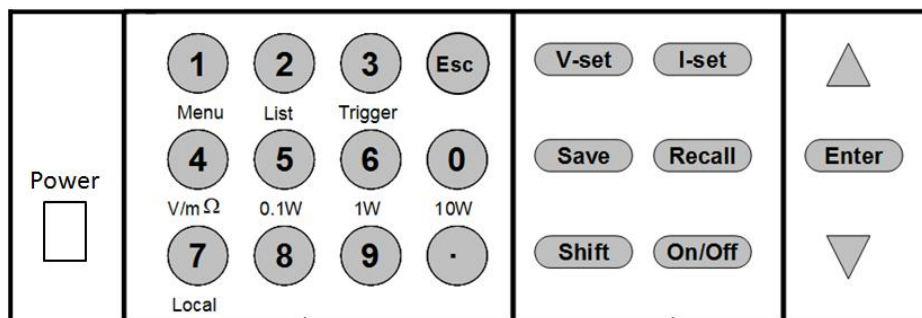 1 2 3 Esc V-set I-set
Menu List Trigger
4 5 6 0 Save Recall Enter
Power
V/mΩ 0.1W 1W 10W
7 8 9 . Shift On/Off
Local